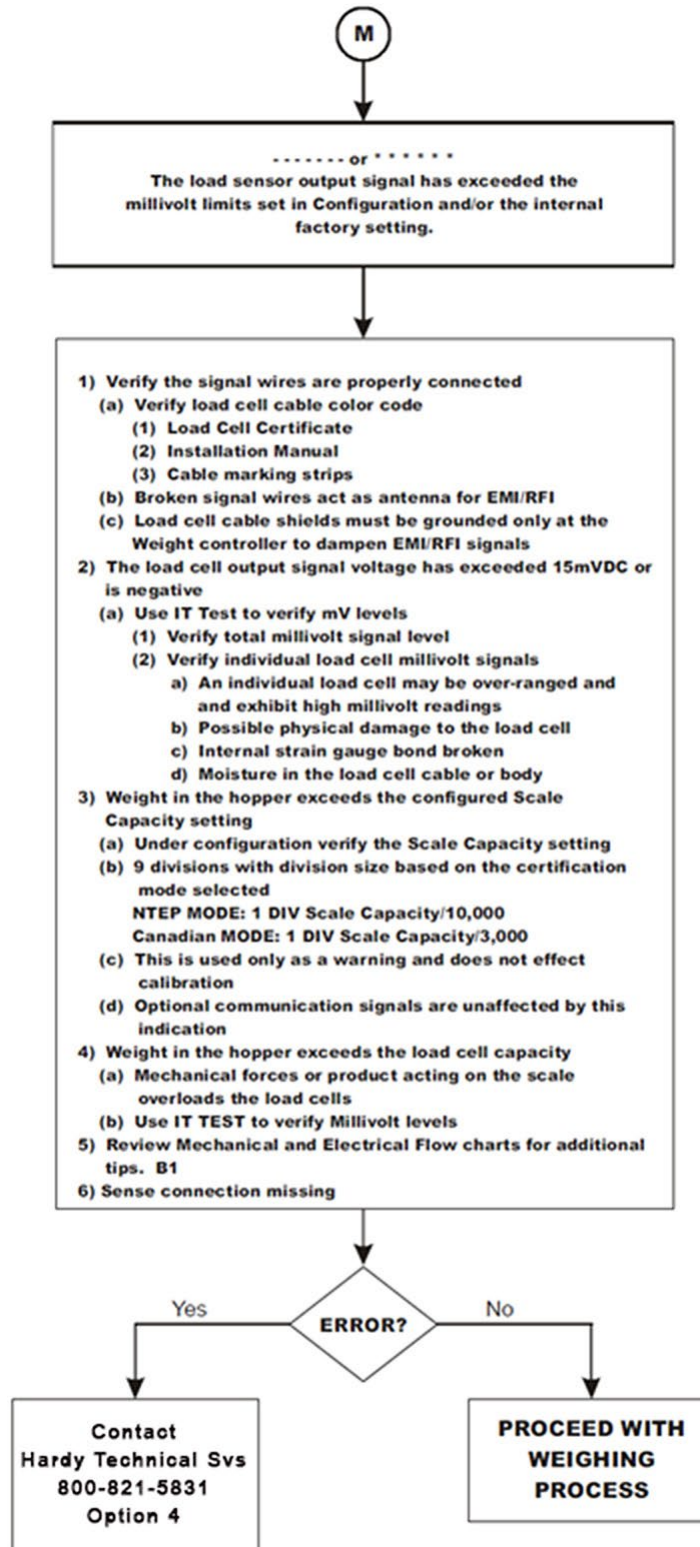 M
- - - - - - - or * * * * * *
The load sensor output signal has exceeded the
millivolt limits set in Configuration and/or the internal
factory setting.
1) Verify the signal wires are properly connected
(a) Verify load cell cable color code
(1) Load Cell Certificate
(2) Installation Manual
(3) Cable marking strips
(b) Broken signal wires act as antenna for EMI/RFI
(c) Load cell cable shields must be grounded only at the
Weight controller to dampen EMI/RFI signals
2) The load cell output signal voltage has exceeded 15mVDC or
is negative
(a) Use IT Test to verify mV levels
(1) Verify total millivolt signal level
(2) Verify individual load cell millivolt signals
a) An individual load cell may be over-ranged and
and exhibit high millivolt readings
b) Possible physical damage to the load cell
c) Internal strain gauge bond broken
d) Moisture in the load cell cable or body
3) Weight in the hopper exceeds the configured Scale
Capacity setting
(a) Under configuration verify the Scale Capacity setting
(b) 9 divisions with division size based on the certification
mode selected
NTEP MODE: 1 DIV Scale Capacity/10,000
Canadian MODE: 1 DIV Scale Capacity/3,000
(c) This is used only as a warning and does not effect
calibration
(d) Optional communication signals are unaffected by this
indication
4) Weight in the hopper exceeds the load cell capacity
(a) Mechanical forces or product acting on the scale
overloads the load cells
(b) Use IT TEST to verify Millivolt levels
5) Review Mechanical and Electrical Flow charts for additional
tips. B1
6) Sense connection missing
ERROR?
Yes
No
Contact
Hardy Technical Svs
800-821-5831
Option 4
PROCEED WITH
WEIGHING
PROCESS